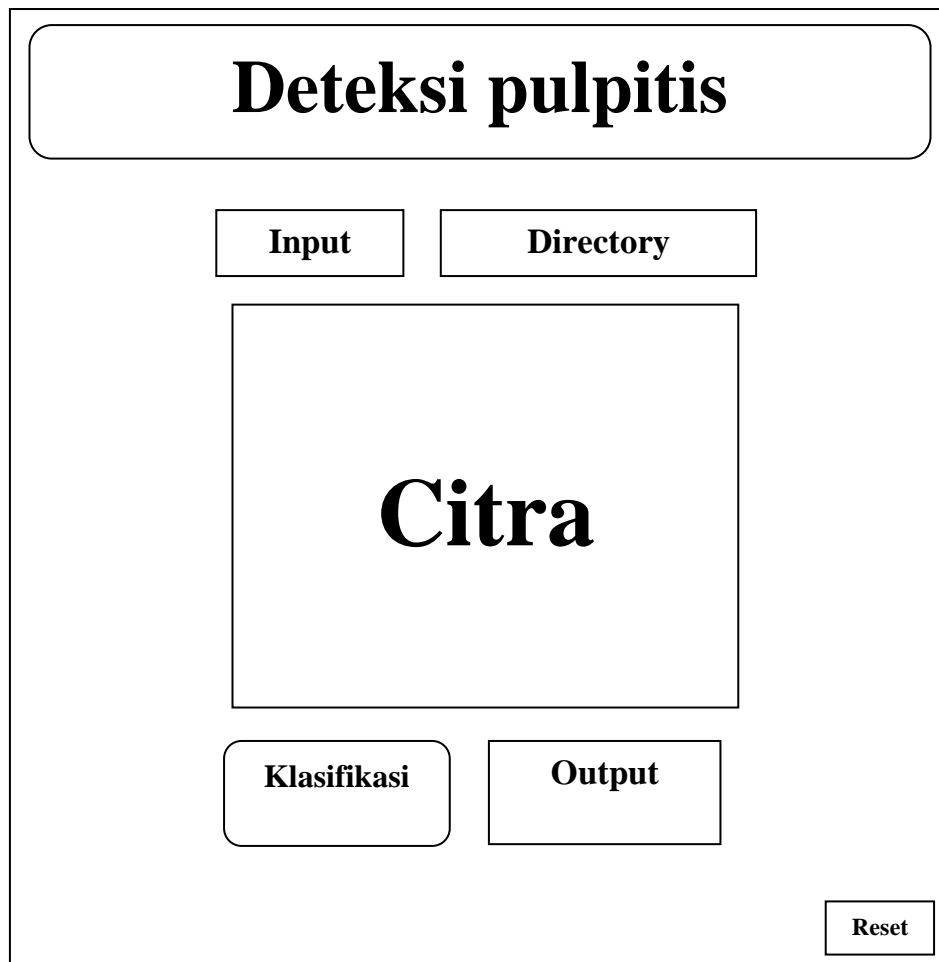 Deteksi pulpitis
Input
Directory
Citra
Klasifikasi
Output
Reset